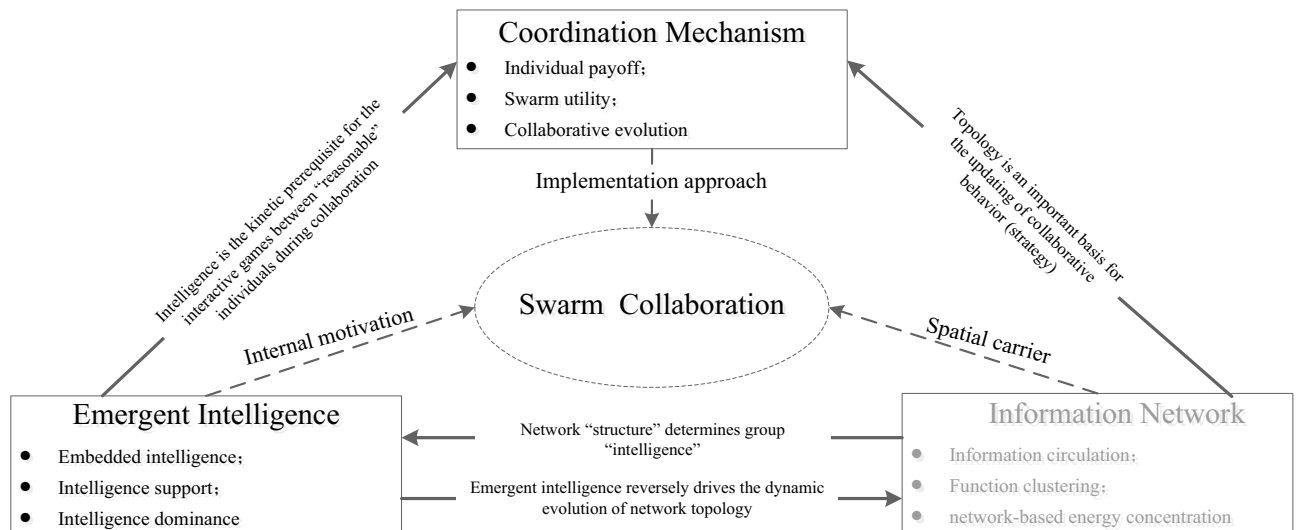 Coordination Mechanism
● Individual payoff；
● Swarm utility；
● Collaborative evolution
Intelligence is the kinetic prerequisite for the
interactive games between “reasonable”
individuals during collaboration
Topology is an important basis for
the updating of collaborative
behavior (strategy)
Implementation approach
Swarm Collaboration
Internal motivation
Spatial carrier
Emergent Intelligence
● Embedded intelligence；
● Intelligence support；
● Intelligence dominance
Network “structure” determines group
“intelligence”
Emergent intelligence reversely drives the dynamic
evolution of network topology
Information Network
● Information circulation；
● Function clustering；
● network-based energy concentration